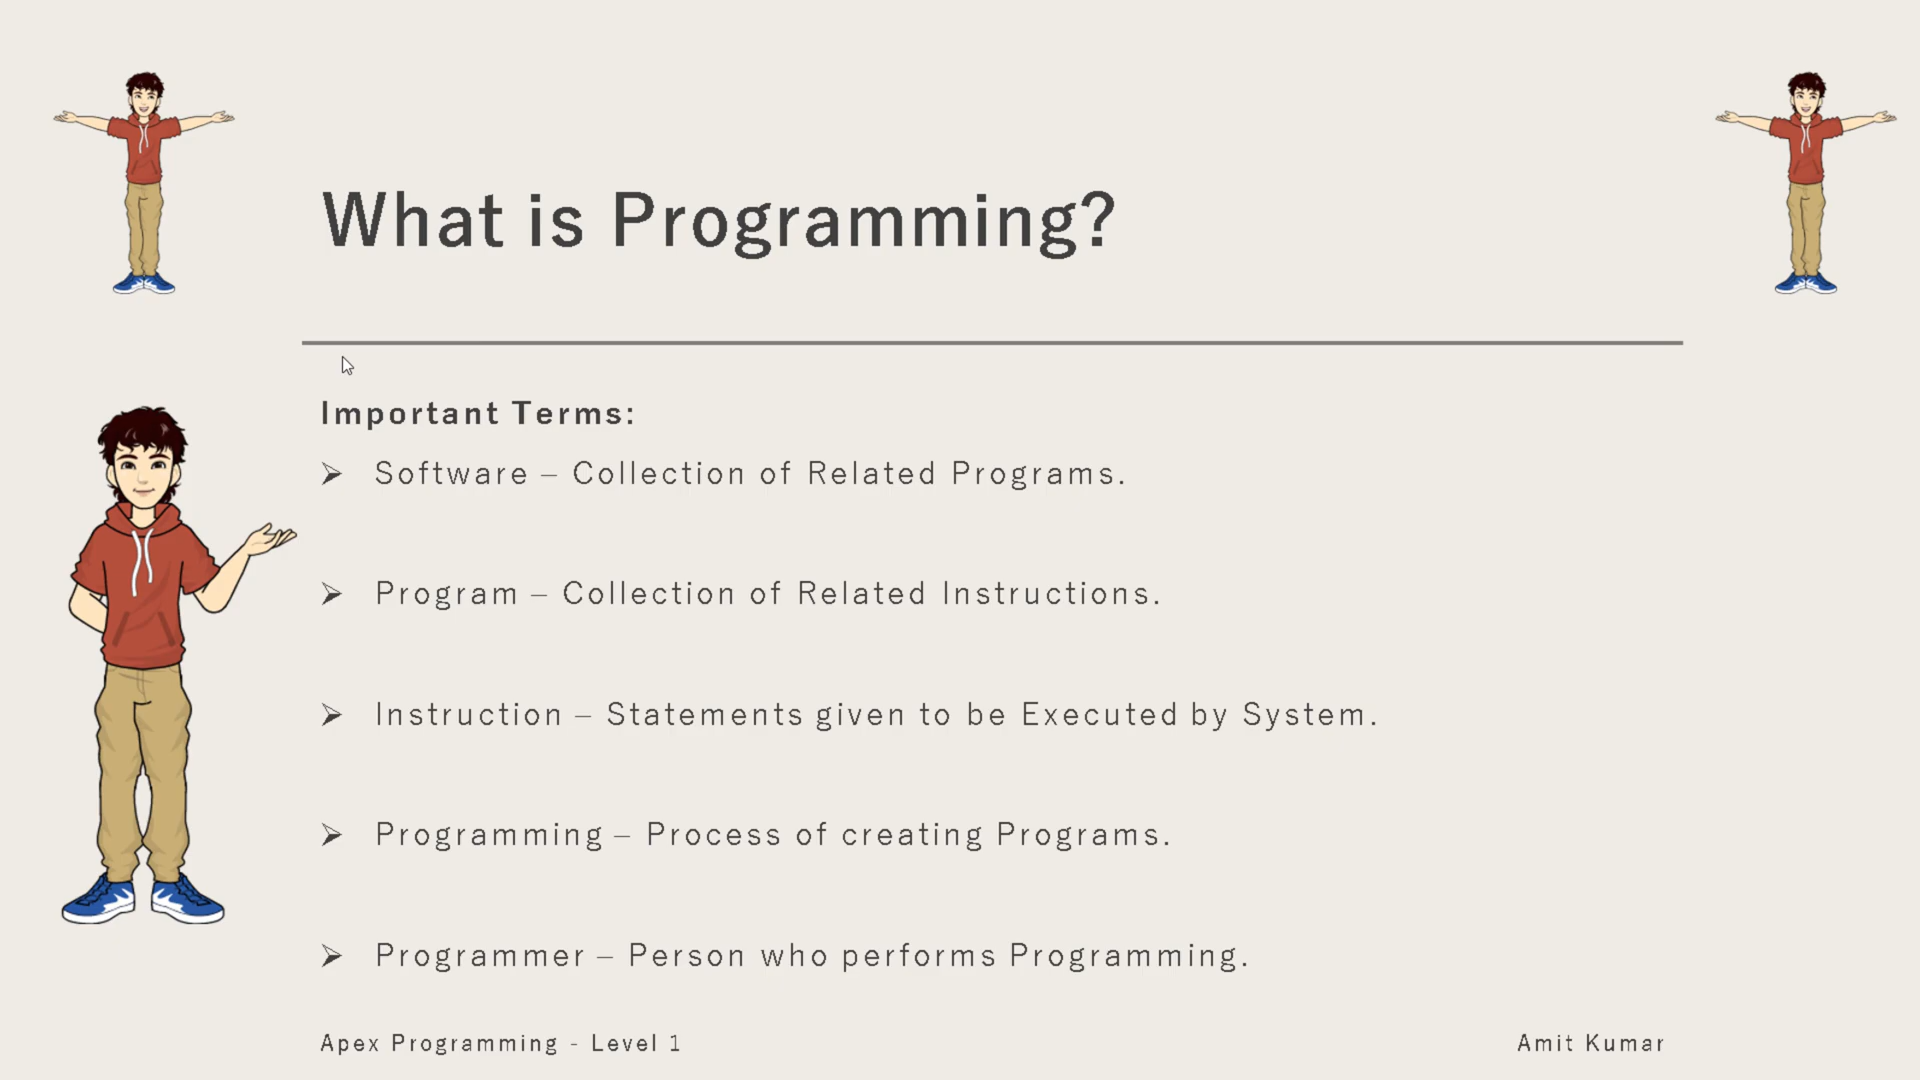 What is Programming?
Important Terms:
➢ Software – Collection of Related Programs.
➢ Program – Collection of Related Instructions.
➢ Instruction – Statements given to be Executed by System.
➢ Programming – Process of creating Programs.
➢ Programmer – Person who performs Programming.
Apex Programming - Level 1
Amit Kumar